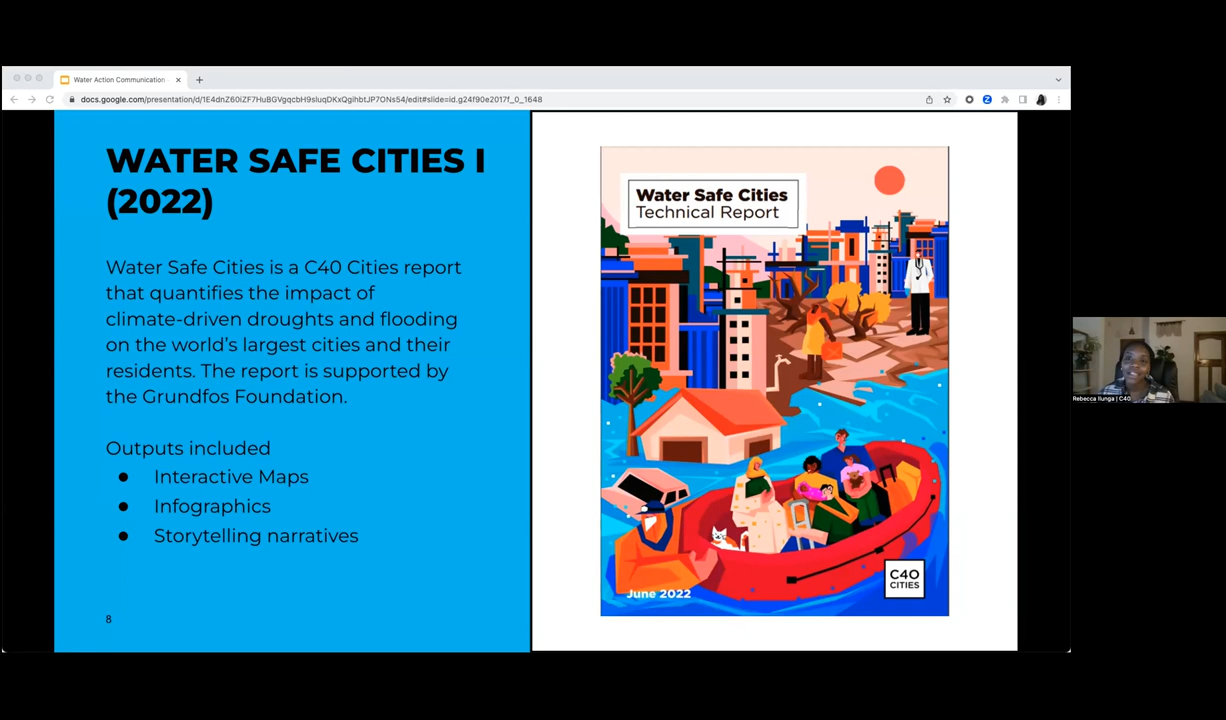 Water Action Communication
docs.google.com/presentation/d/1E4dnZ60iZF7HuBGVgqcbH9sluqDKxQgihbtJP7ONs54/edit#slide=id.g24f90e2017f_0_1648
WATER SAFE CITIES I
(2022)
Water Safe Cities is a C40 Cities report
that quantifies the impact of
climate-driven droughts and flooding
on the world's largest cities and their
residents. The report is supported by
the Grundfos Foundation.
Outputs included
● Interactive Maps
● Infographics
● Storytelling narratives
8
Water Safe Cities
Technical Report
June 2022
C40
CITIES
Rebecca Ilunga | C40